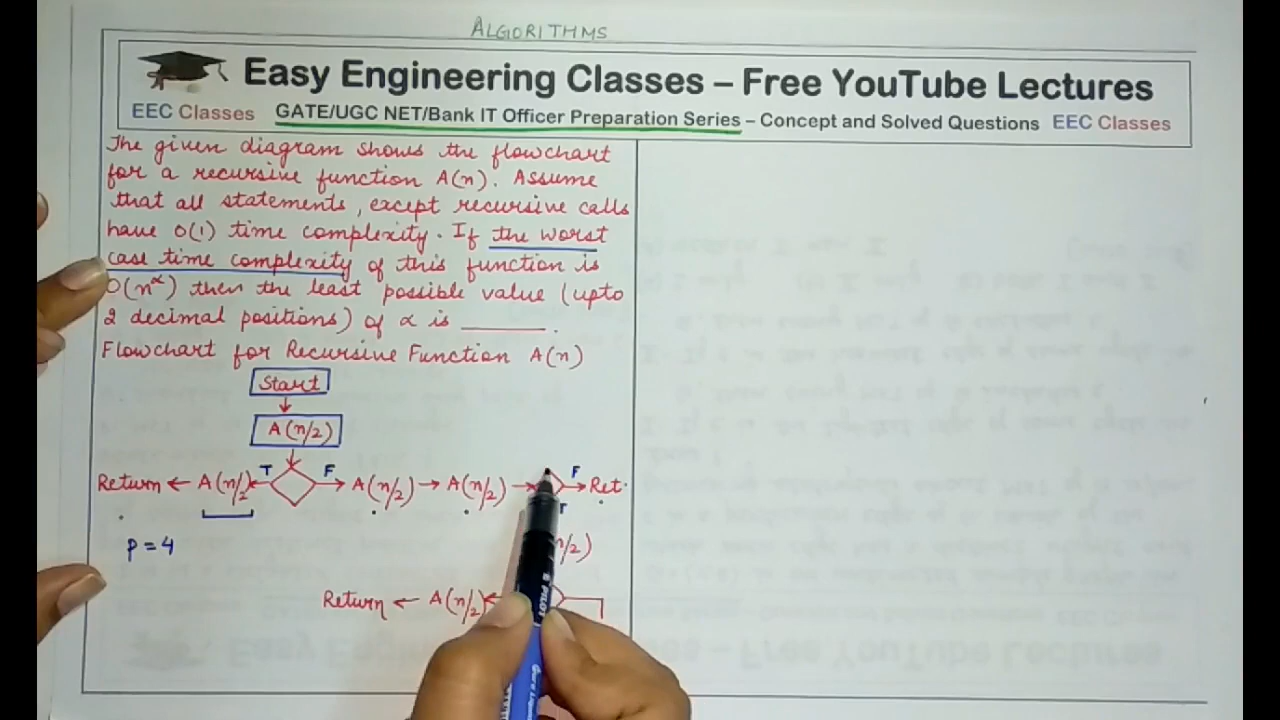 ALGORITHMS
Easy Engineering Classes – Free YouTube Lectures
EEC Classes GATE/UGC NET/Bank IT Officer Preparation Series – Concept and Solved Questions EEC Classes
The given diagram shows the flowchart
for a recursive function A(n). Assume
that all statements, except recursive calls
have O(1) time complexity. If the worst
case time complexity of this function is
O(n^α) then the least possible value (upto
2 decimal positions) of α is ______.
Flowchart for Recursive Function A(n)
Start
A(n/2)
Return ← A(n/2) ← T F → A(n/2) → A(n/2) → F → Ret.
T
P = 4
n/2)
Return ← A(n/2) ←